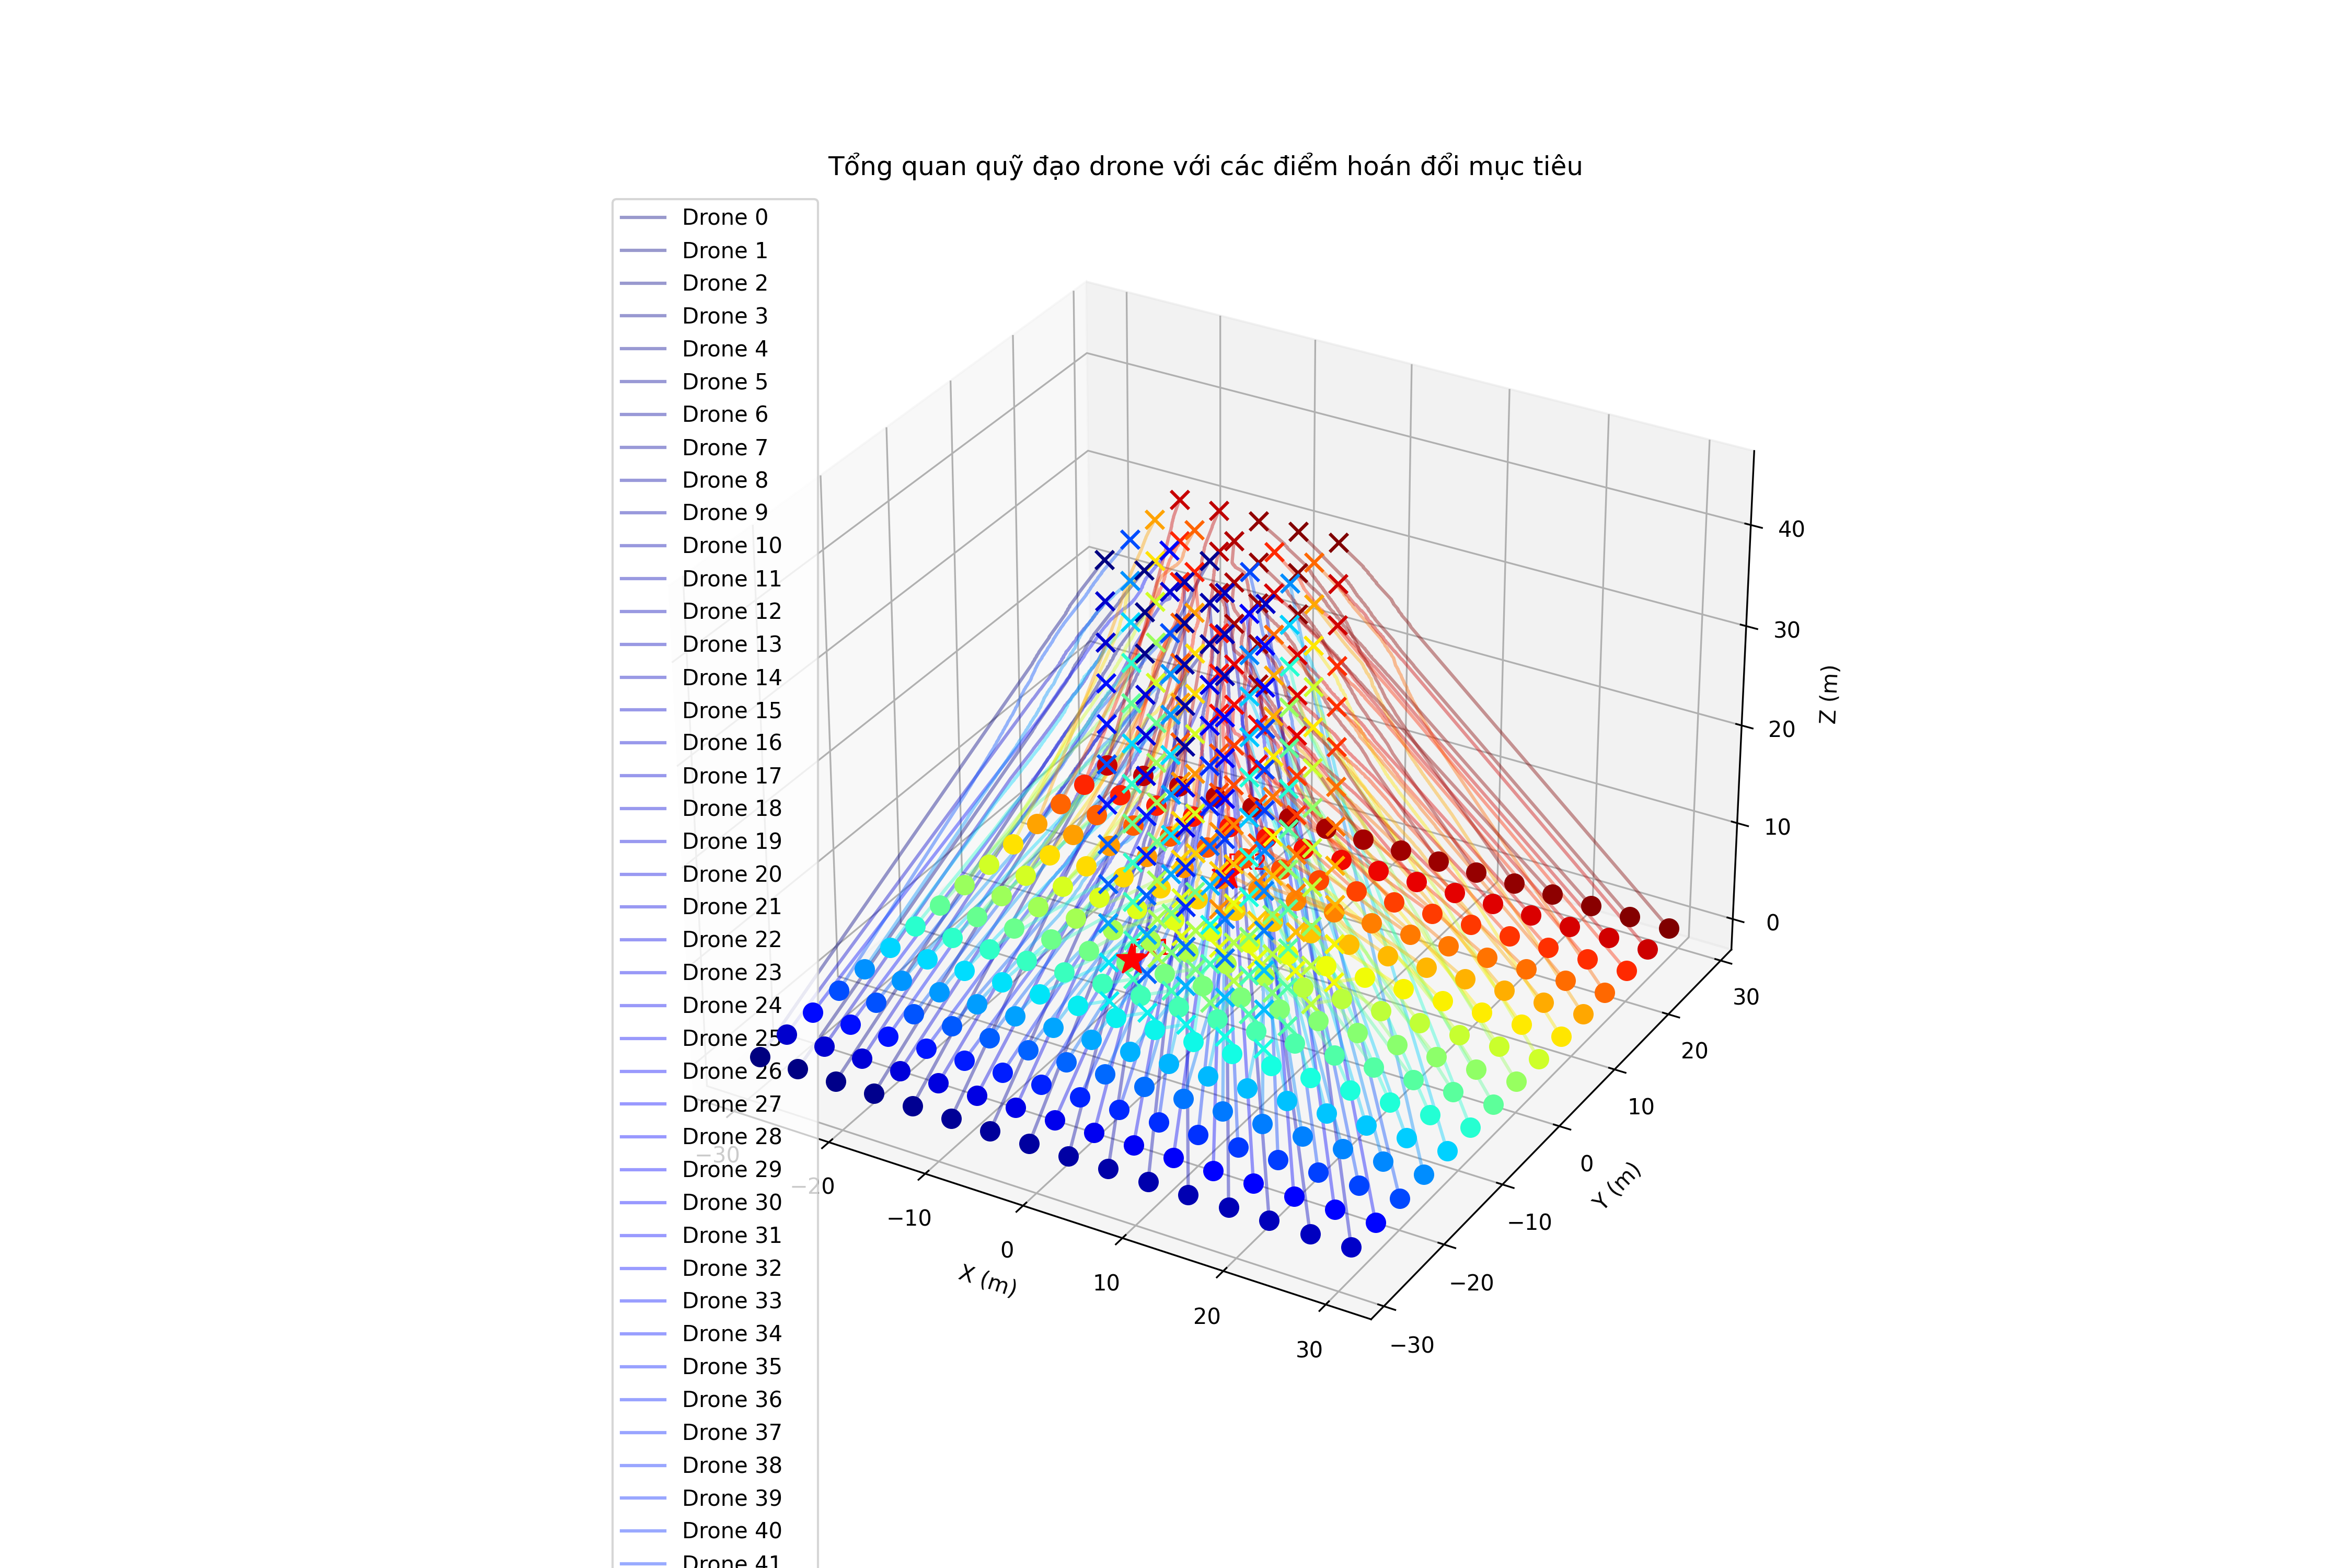 Tổng quan quỹ đạo drone với các điểm hoán đổi mục tiêu
Drone 0
Drone 1
Drone 2
Drone 3
Drone 4
Drone 5
Drone 6
Drone 7
Drone 8
Drone 9
Drone 10
Drone 11
Drone 12
Drone 13
Drone 14
Drone 15
Drone 16
Drone 17
Drone 18
Drone 19
Drone 20
Drone 21
Drone 22
Drone 23
Drone 24
Drone 25
Drone 26
Drone 27
Drone 28
Drone 29
Drone 30
Drone 31
Drone 32
Drone 33
Drone 34
Drone 35
Drone 36
Drone 37
Drone 38
Drone 39
Drone 40
Drone 41
−30
−20
−10
0
10
20
30
X (m)
−30
−20
−10
0
10
20
30
Y (m)
0
10
20
30
40
Z (m)